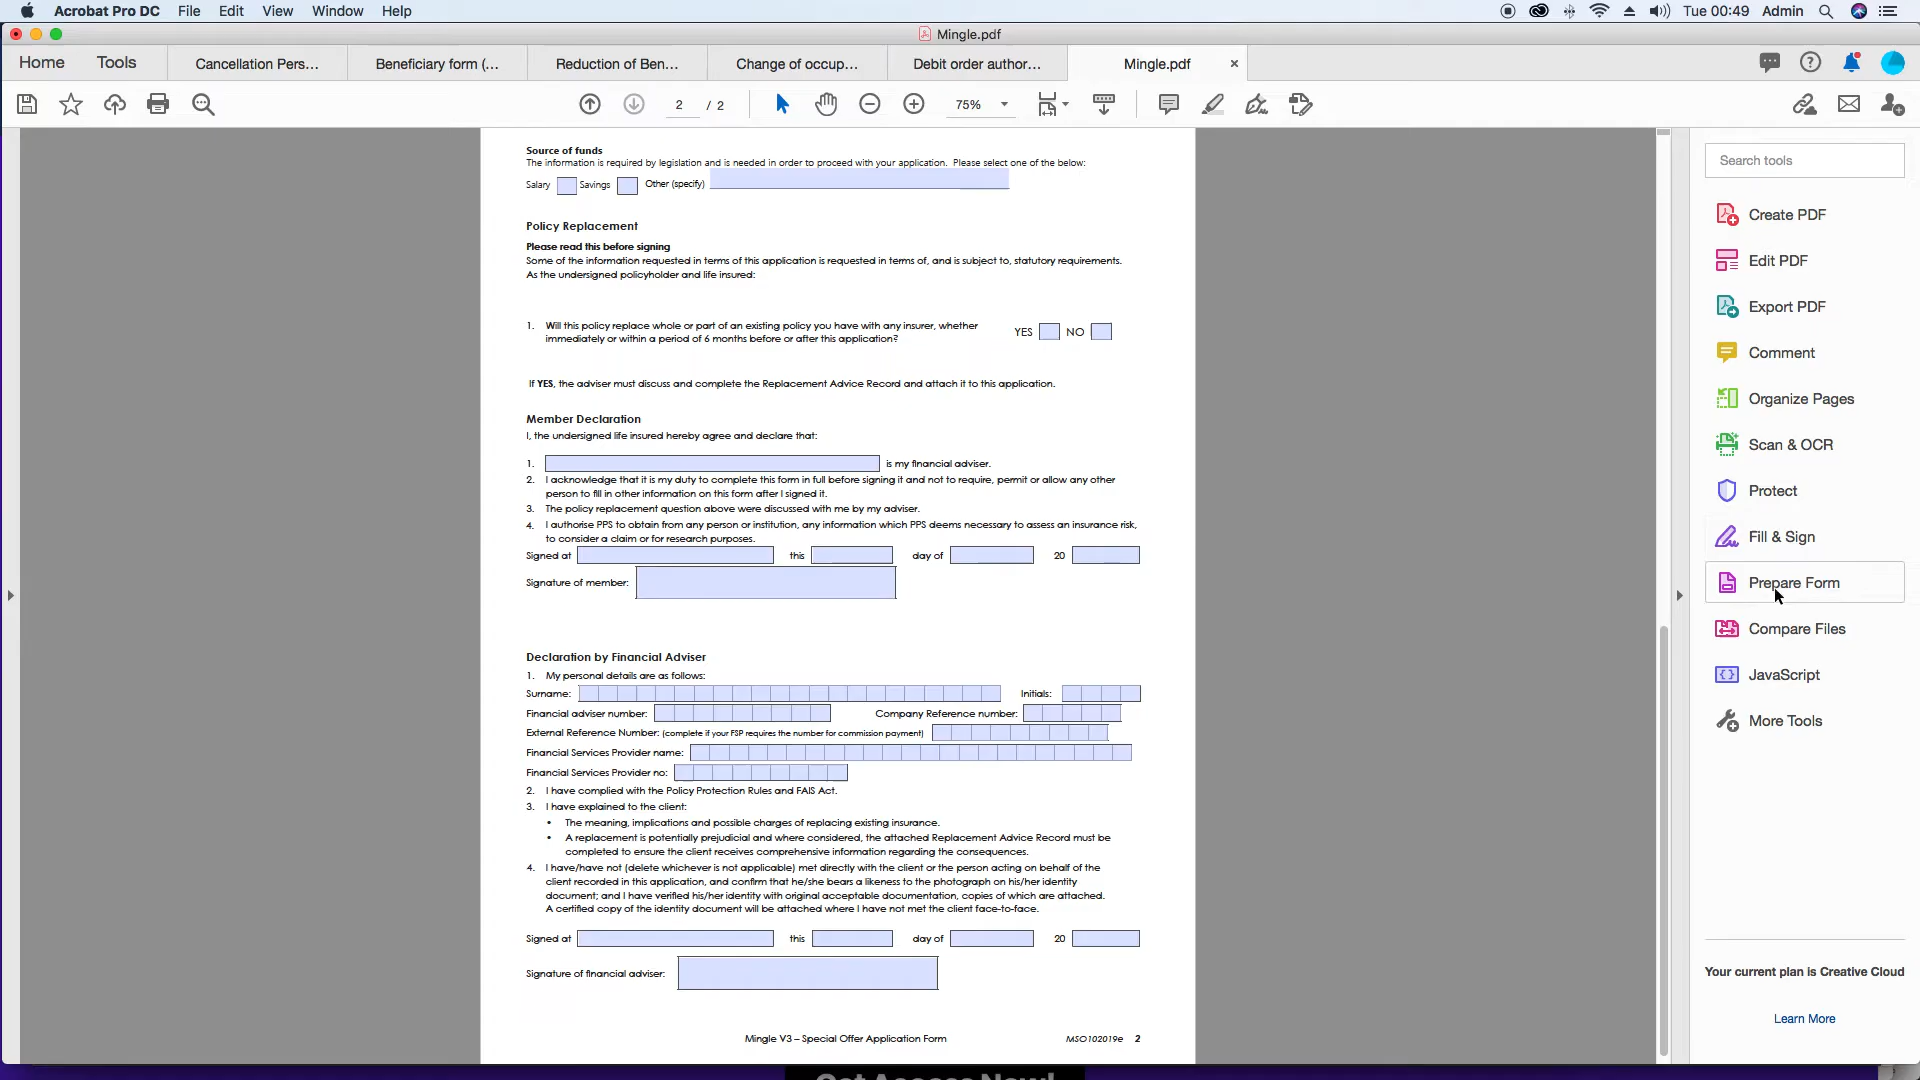 Acrobat Pro DC File Edit View Window Help Tue 00:49 Admin
Mingle.pdf
Home Tools Cancellation Pers... Beneficiary form (... Reduction of Ben... Change of occup... Debit order author... Mingle.pdf
2 / 2 75%
Source of funds
The information is required by legislation and is needed in order to proceed with your application. Please select one of the below:
Salary Savings Other (specify)
Policy Replacement
Please read this before signing
Some of the information requested in terms of this application is requested in terms of, and is subject to, statutory requirements.
As the undersigned policyholder and life insured:
1. Will this policy replace whole or part of an existing policy you have with any insurer, whether YES NO
immediately or within a period of 6 months before or after this application?
If YES, the adviser must discuss and complete the Replacement Advice Record and attach it to this application.
Member Declaration
I, the undersigned life insured hereby agree and declare that:
1. is my financial adviser.
2. I acknowledge that it is my duty to complete this form in full before signing it and not to require, permit or allow any other
person to fill in other information on this form after I signed it.
3. The policy replacement question above were discussed with me by my adviser.
4. I authorise PPS to obtain from any person or institution, any information which PPS deems necessary to assess an insurance risk,
to consider a claim or for research purposes.
Signed at this day of 20
Signature of member:
Declaration by Financial Adviser
1. My personal details are as follows:
Surname: Initials:
Financial adviser number: Company Reference number:
External Reference Number: (complete if your FSP requires the number for commission payment)
Financial Services Provider name:
Financial Services Provider no:
2. I have complied with the Policy Protection Rules and FAIS Act.
3. I have explained to the client:
• The meaning, implications and possible charges of replacing existing insurance.
• A replacement is potentially prejudicial and where considered, the attached Replacement Advice Record must be
completed to ensure the client receives comprehensive information regarding the consequences.
4. I have/have not (delete whichever is not applicable) met directly with the client or the person acting on behalf of the
client recorded in this application, and confirm that he/she bears a likeness to the photograph on his/her identity
document; and I have verified his/her identity with original acceptable documentation, copies of which are attached.
A certified copy of the identity document will be attached where I have not met the client face-to-face.
Signed at this day of 20
Signature of financial adviser:
Mingle V3 – Special Offer Application Form MSO102019e 2
Search tools
Create PDF
Edit PDF
Export PDF
Comment
Organize Pages
Scan & OCR
Protect
Fill & Sign
Prepare Form
Compare Files
JavaScript
More Tools
Your current plan is Creative Cloud
Learn More
Get Access Now!